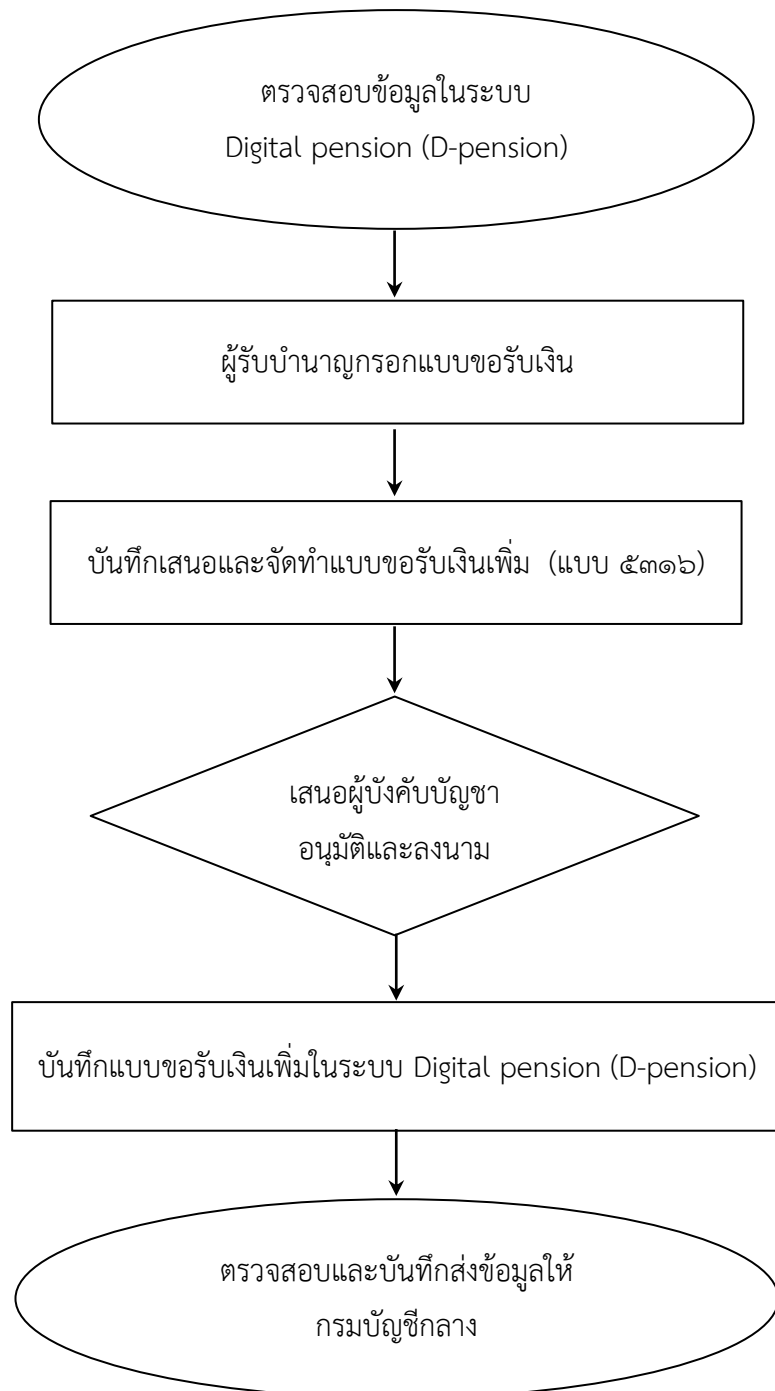 ตรวจสอบข้อมูลในระบบ
Digital pension (D-pension)
ผู้รับบำนาญกรอกแบบขอรับเงิน
บันทึกเสนอและจัดทำแบบขอรับเงินเพิ่ม (แบบ ๕๓๑๖)
เสนอผู้บังคับบัญชา
อนุมัติและลงนาม
บันทึกแบบขอรับเงินเพิ่มในระบบ Digital pension (D-pension)
ตรวจสอบและบันทึกส่งข้อมูลให้
กรมบัญชีกลาง